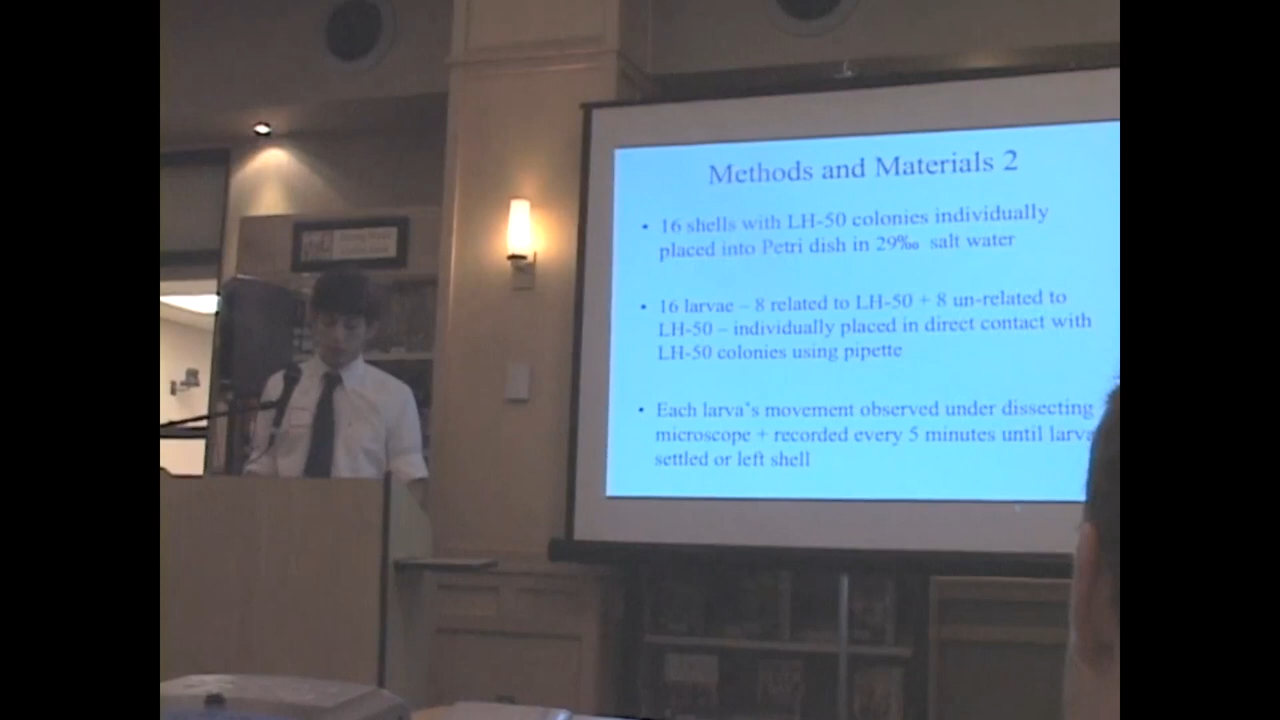 Methods and Materials 2
• 16 shells with LH-50 colonies individually
placed into Petri dish in 29‰ salt water
• 16 larvae – 8 related to LH-50 + 8 un-related to
LH-50 – individually placed in direct contact with
LH-50 colonies using pipette
• Each larva's movement observed under dissecting
microscope + recorded every 5 minutes until larva
settled or left shell